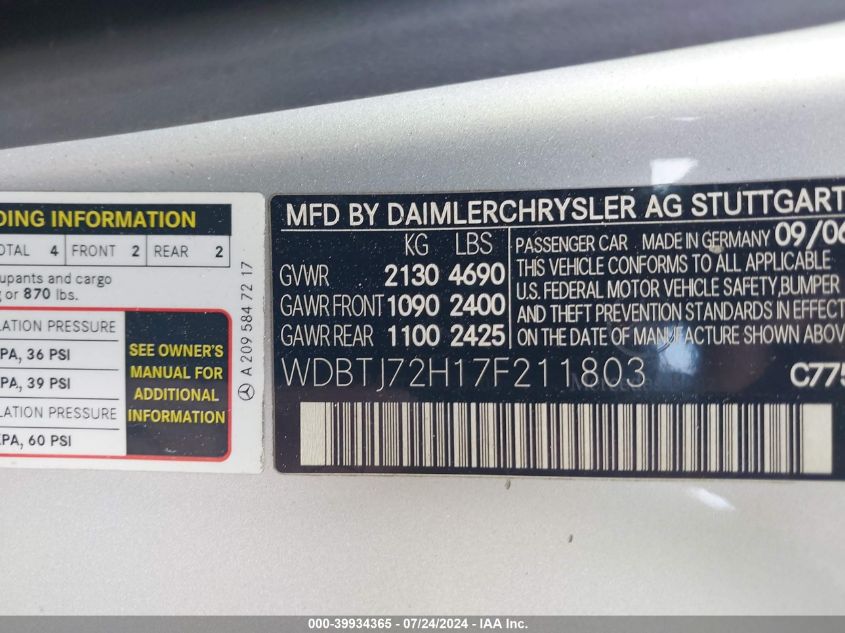 DING INFORMATION
OTAL 4 FRONT 2 REAR 2
cupants and cargo
g or 870 lbs.
LATION PRESSURE
PA, 36 PSI
PA, 39 PSI
LATION PRESSURE
PA, 60 PSI
SEE OWNER'S
MANUAL FOR
ADDITIONAL
INFORMATION
A 209 584 72 17
MFD BY DAIMLERCHRYSLER AG STUTTGART
KG LBS
GVWR 2130 4690
GAWR FRONT 1090 2400
GAWR REAR 1100 2425
PASSENGER CAR MADE IN GERMANY 09/06
THIS VEHICLE CONFORMS TO ALL APPLICABLE
U.S. FEDERAL MOTOR VEHICLE SAFETY, BUMPER
AND THEFT PREVENTION STANDARDS IN EFFECT
ON THE DATE OF MANUFACTURE SHOWN ABOV
WDBTJ72H17F211803
C775
000-39934365 - 07/24/2024 - IAA Inc.